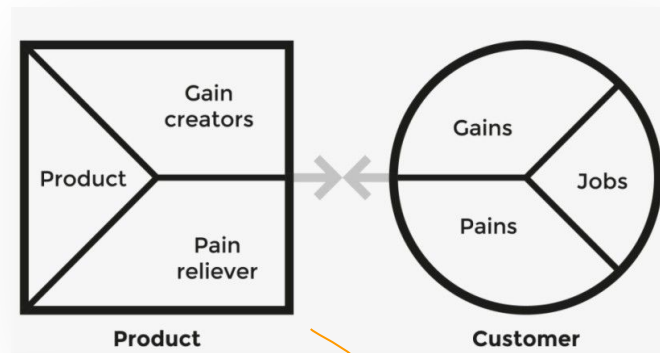 Gain
creators
Product
Pain
reliever
Product
Gains
Jobs
Pains
Customer